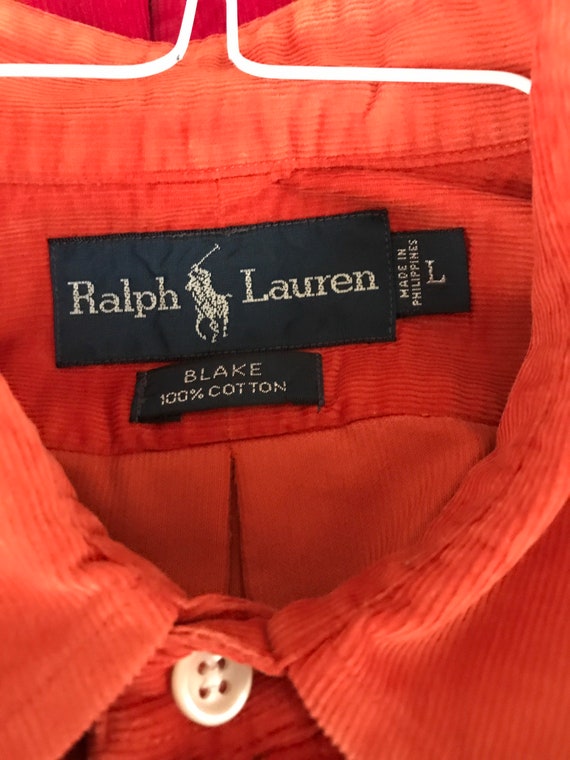 Ralph Lauren
MADE IN
PHILIPPINES
L
BLAKE
100% COTTON